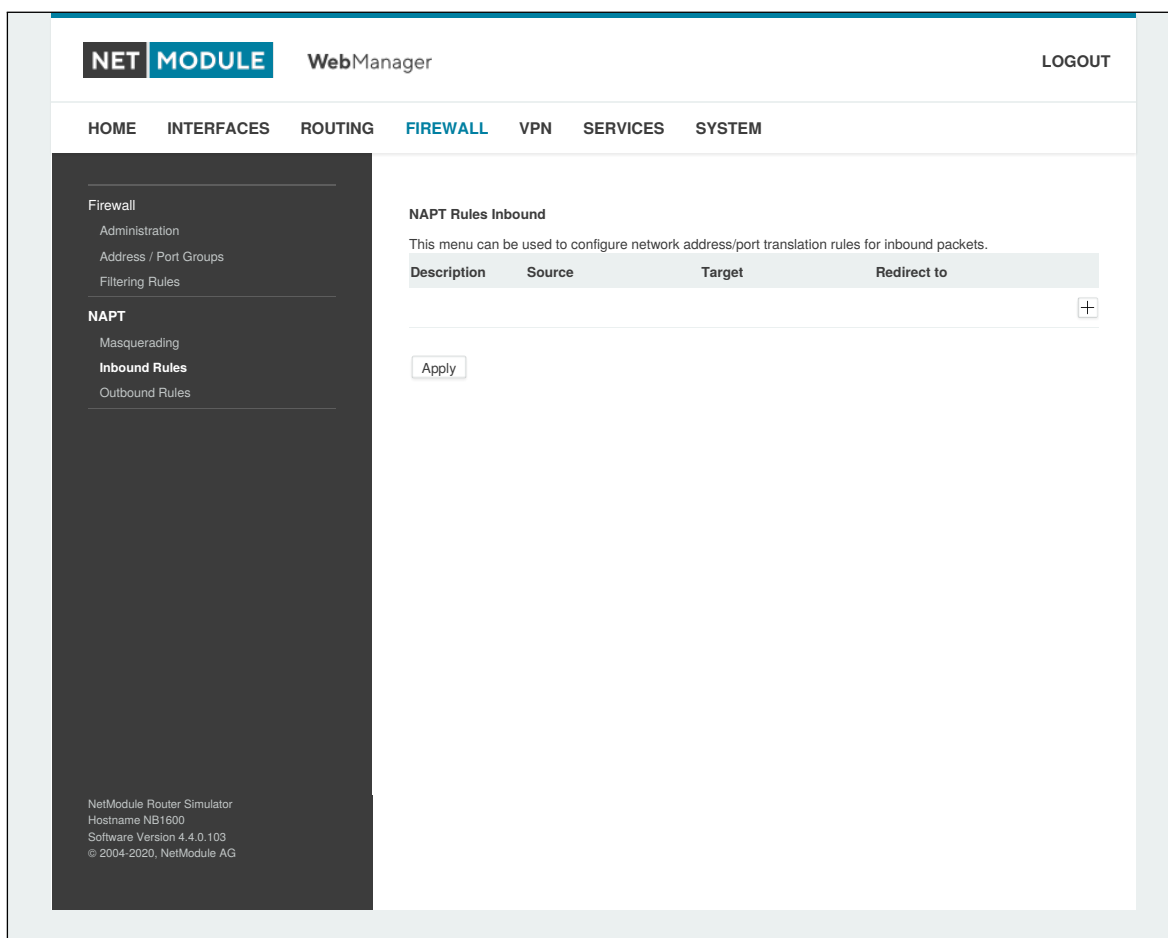 NET MODULE WebManager LOGOUT
HOME INTERFACES ROUTING FIREWALL VPN SERVICES SYSTEM
Firewall
Administration
Address / Port Groups
Filtering Rules
NAPT
Masquerading
Inbound Rules
Outbound Rules
NAPT Rules Inbound
This menu can be used to configure network address/port translation rules for inbound packets.
Description Source Target Redirect to
Apply
NetModule Router Simulator
Hostname NB1600
Software Version 4.4.0.103
© 2004-2020, NetModule AG